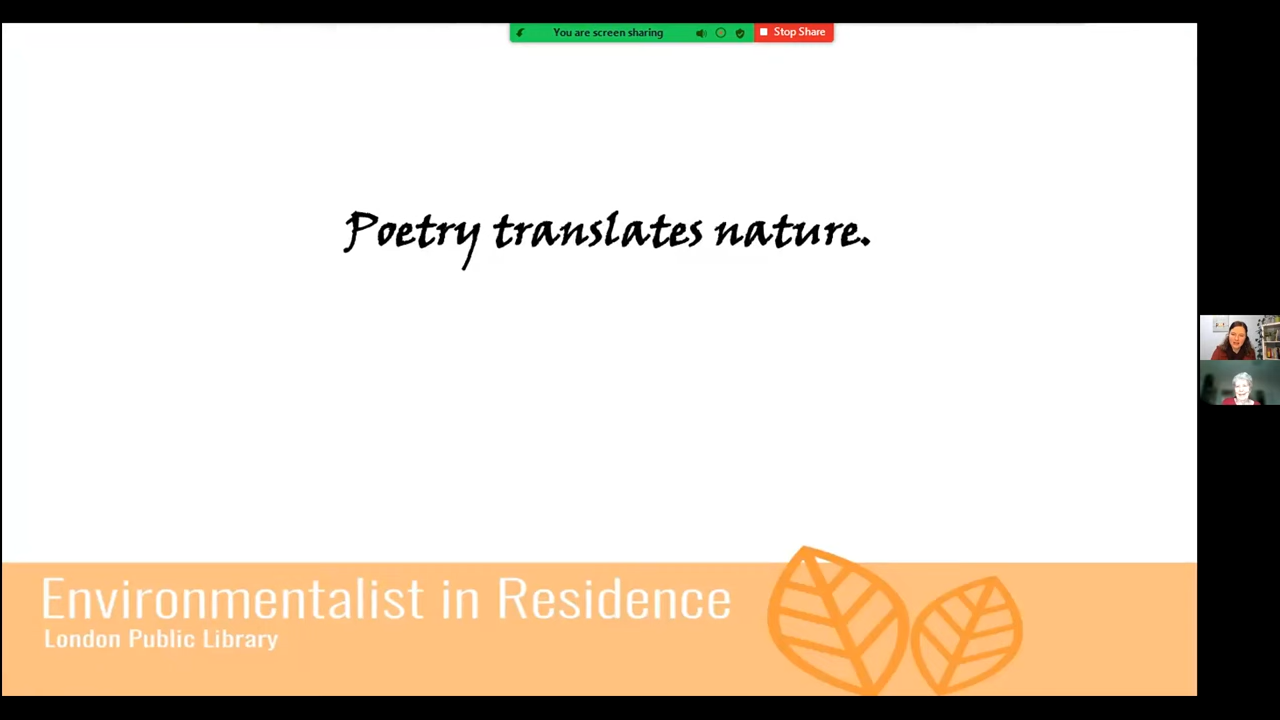 You are screen sharing Stop Share
Poetry translates nature.
Environmentalist in Residence
London Public Library